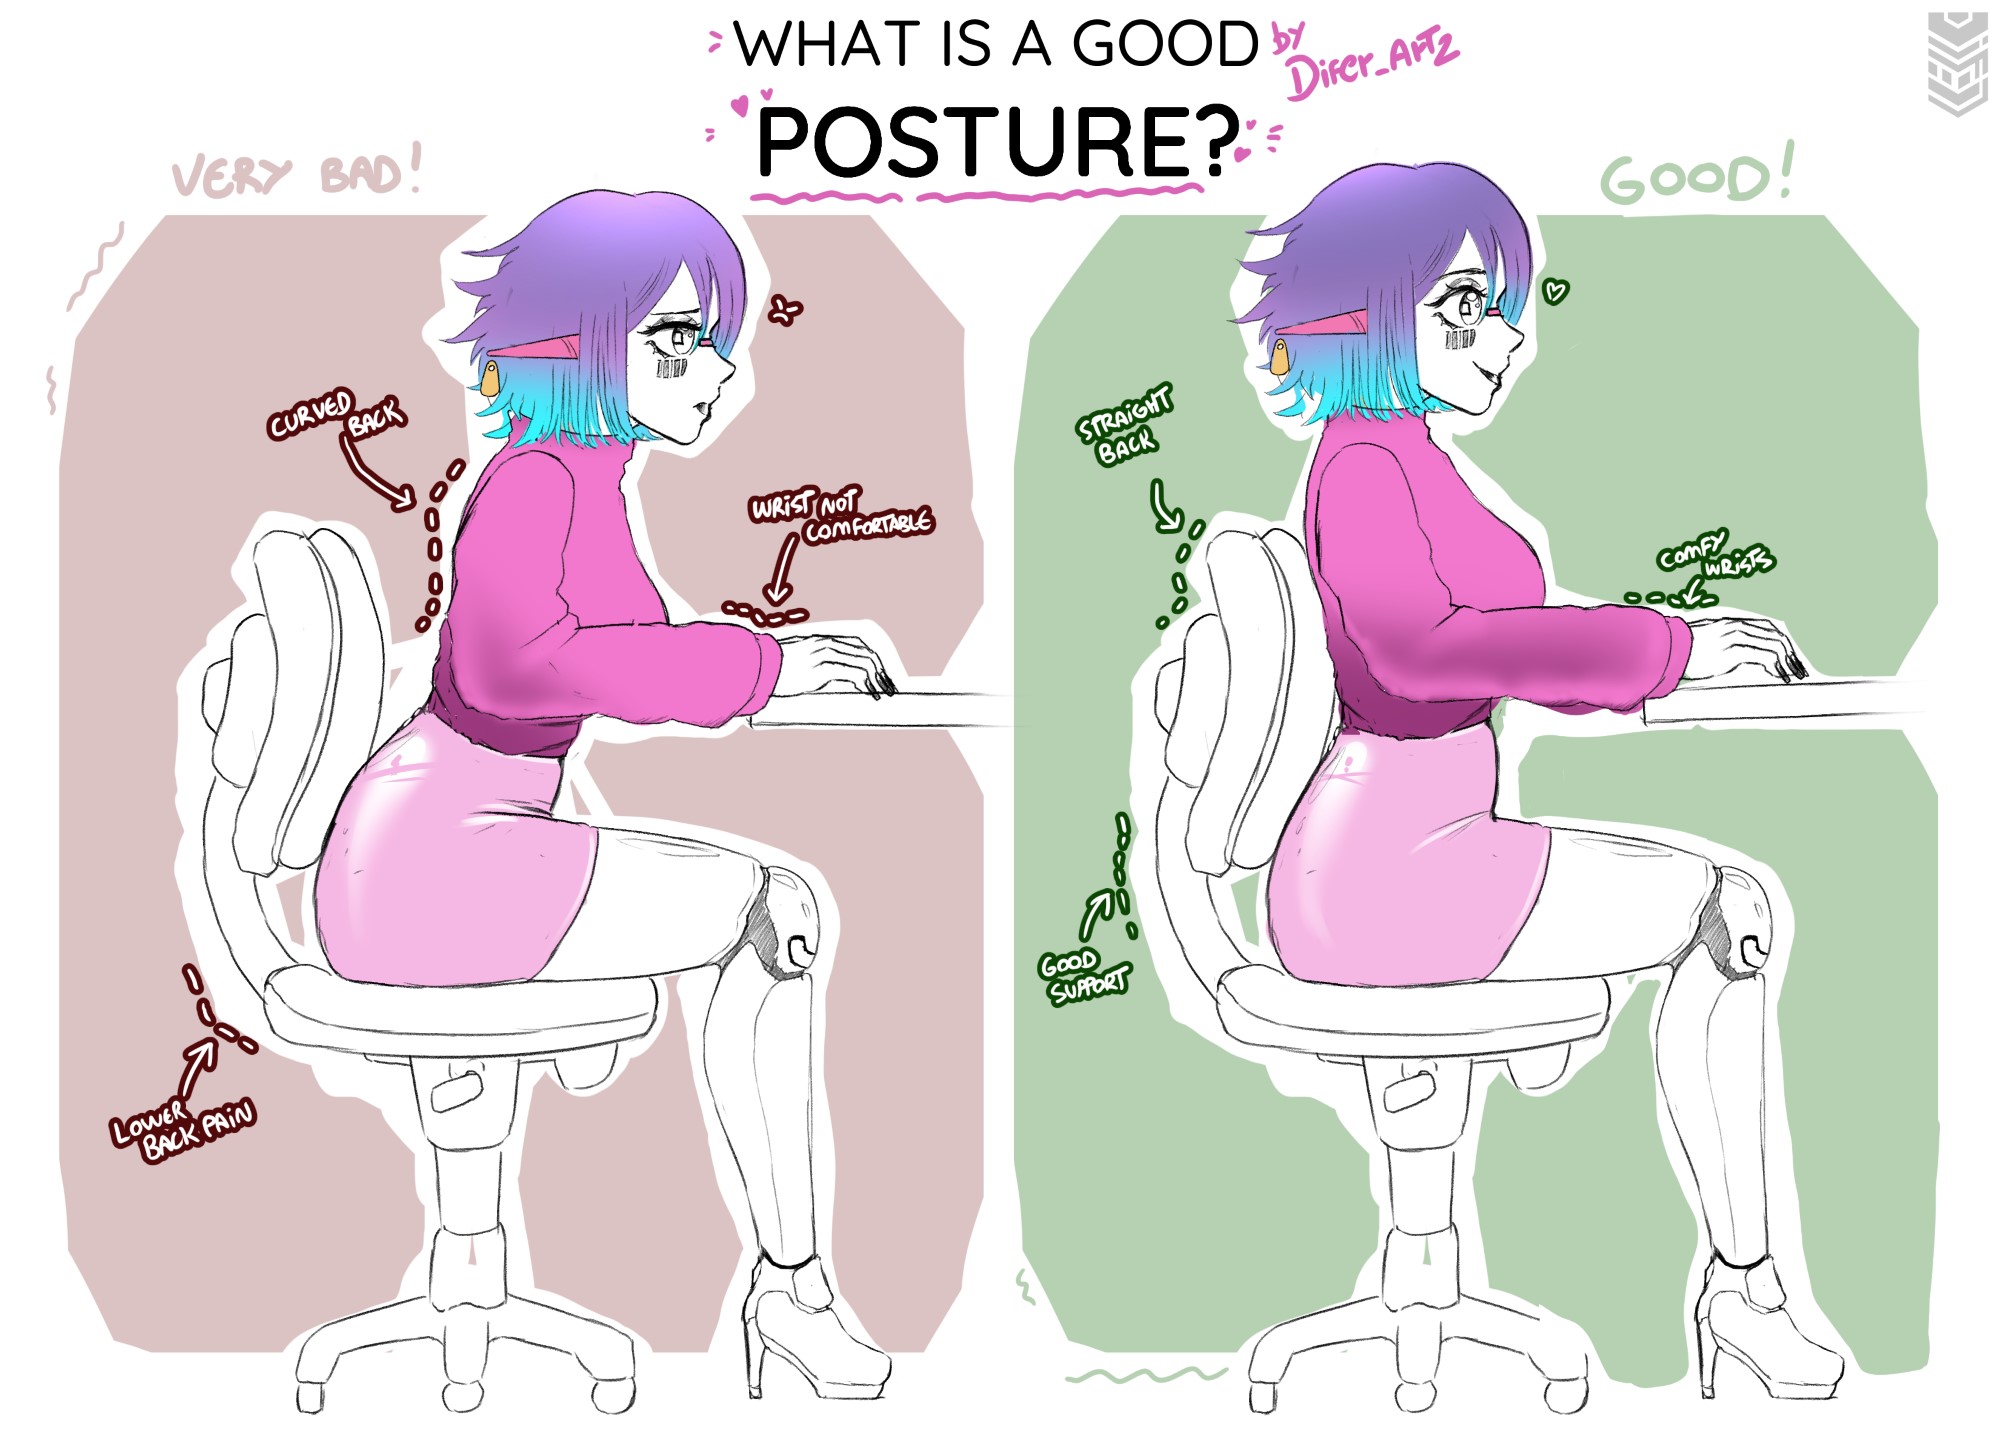 WHAT IS A GOOD
by
Difer_Artz
POSTURE?
VERY BAD!
CURVED
BACK
WRIST NOT
COMFORTABLE
LOWER
BACK PAIN
GOOD!
STRAIGHT
BACK
COMFY
WRISTS
GOOD
SUPPORT